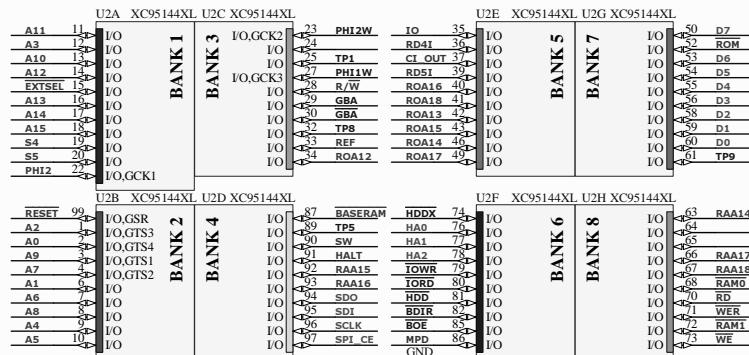 U2A XC95144XL U2C XC95144XL U2E XC95144XL U2G XC95144XL
BANK 1 BANK 3 BANK 5 BANK 7
A11 11 I/O I/O,GCK2 23 PHI2W IO 35 I/O I/O 50 D7
A3 12 I/O I/O 24 RD4I 36 I/O I/O 52 ROM
A10 13 I/O I/O 25 TP1 CI_OUT 37 I/O I/O 53 D6
A12 14 I/O I/O,GCK3 27 PHI1W RD5I 39 I/O I/O 54 D5
EXTSEL 15 I/O I/O 28 R/W ROA16 40 I/O I/O 55 D4
A13 16 I/O I/O 29 GBA ROA18 41 I/O I/O 56 D3
A14 17 I/O I/O 30 GBA ROA13 42 I/O I/O 58 D2
A15 18 I/O I/O 32 TP8 ROA15 43 I/O I/O 59 D1
S4 19 I/O I/O 33 REF ROA14 46 I/O I/O 60 D0
S5 20 I/O I/O 34 ROA12 ROA17 49 I/O I/O 61 TP9
PHI2 22 I/O,GCK1
U2B XC95144XL U2D XC95144XL U2F XC95144XL U2H XC95144XL
BANK 2 BANK 4 BANK 6 BANK 8
RESET 99 I/O,GSR I/O 87 BASERAM HDDX 74 I/O I/O 63 RAA14
A2 1 I/O,GTS3 I/O 89 TP5 HA0 76 I/O I/O 64
A0 2 I/O,GTS4 I/O 90 SW HA1 77 I/O I/O 65
A9 3 I/O,GTS1 I/O 91 HALT HA2 78 I/O I/O 66 RAA17
A7 4 I/O,GTS2 I/O 92 RAA15 IOWR 79 I/O I/O 67 RAA18
A1 6 I/O I/O 93 RAA16 IORD 80 I/O I/O 68 RAM0
A6 7 I/O I/O 94 SDO HDD 81 I/O I/O 70 RD
A8 8 I/O I/O 95 SDI BDIR 82 I/O I/O 71 WER
A4 9 I/O I/O 96 SCLK BOE 85 I/O I/O 72 RAM1
A5 10 I/O I/O 97 SPI_CE MPD 86 I/O I/O 73 WE
GND